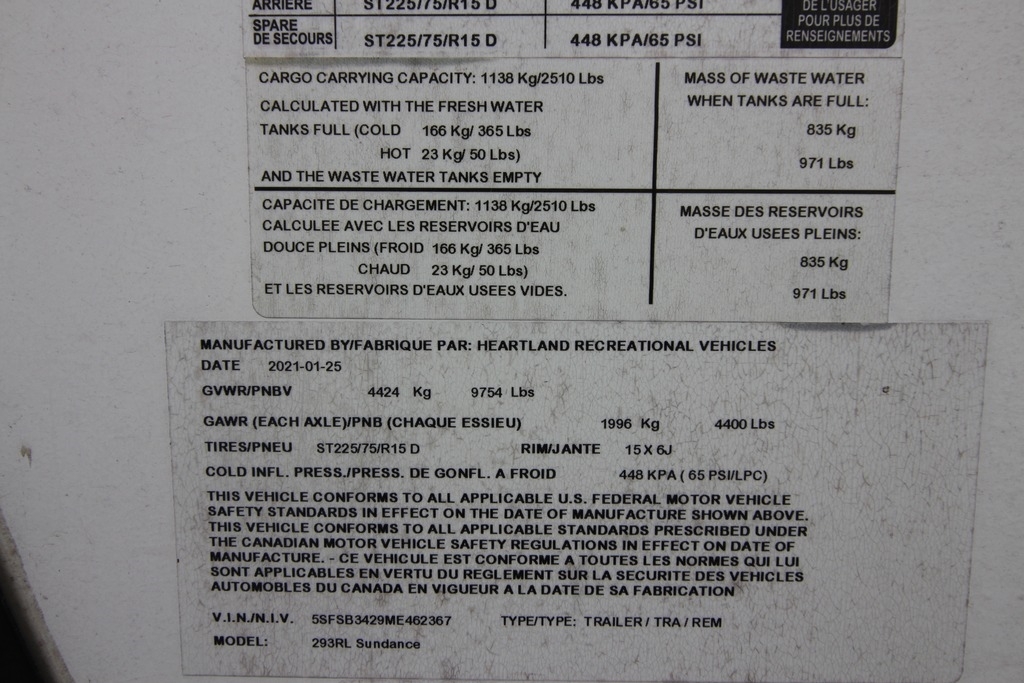 ARRIERE ST225/75/R15 D 448 KPA/65 PSI
DE L'USAGER
POUR PLUS DE
RENSEIGNEMENTS
SPARE
DE SECOURS ST225/75/R15 D 448 KPA/65 PSI
CARGO CARRYING CAPACITY: 1138 Kg/2510 Lbs
CALCULATED WITH THE FRESH WATER
TANKS FULL (COLD 166 Kg/ 365 Lbs
HOT 23 Kg/ 50 Lbs)
AND THE WASTE WATER TANKS EMPTY
MASS OF WASTE WATER
WHEN TANKS ARE FULL:
835 Kg
971 Lbs
CAPACITE DE CHARGEMENT: 1138 Kg/2510 Lbs
CALCULEE AVEC LES RESERVOIRS D'EAU
DOUCE PLEINS (FROID 166 Kg/ 365 Lbs
CHAUD 23 Kg/ 50 Lbs)
ET LES RESERVOIRS D'EAUX USEES VIDES.
MASSE DES RESERVOIRS
D'EAUX USEES PLEINS:
835 Kg
971 Lbs
MANUFACTURED BY/FABRIQUE PAR: HEARTLAND RECREATIONAL VEHICLES
DATE 2021-01-25
GVWR/PNBV 4424 Kg 9754 Lbs
GAWR (EACH AXLE)/PNB (CHAQUE ESSIEU) 1996 Kg 4400 Lbs
TIRES/PNEU ST225/75/R15 D RIM/JANTE 15 X 6J
COLD INFL. PRESS./PRESS. DE GONFL. A FROID 448 KPA ( 65 PSI/LPC)
THIS VEHICLE CONFORMS TO ALL APPLICABLE U.S. FEDERAL MOTOR VEHICLE
SAFETY STANDARDS IN EFFECT ON THE DATE OF MANUFACTURE SHOWN ABOVE.
THIS VEHICLE CONFORMS TO ALL APPLICABLE STANDARDS PRESCRIBED UNDER
THE CANADIAN MOTOR VEHICLE SAFETY REGULATIONS IN EFFECT ON DATE OF
MANUFACTURE. - CE VEHICULE EST CONFORME A TOUTES LES NORMES QUI LUI
SONT APPLICABLES EN VERTU DU REGLEMENT SUR LA SECURITE DES VEHICLES
AUTOMOBLES DU CANADA EN VIGUEUR A LA DATE DE SA FABRICATION
V.I.N./N.I.V. 5SFSB3429ME462367 TYPE/TYPE: TRAILER / TRA / REM
MODEL: 293RL Sundance